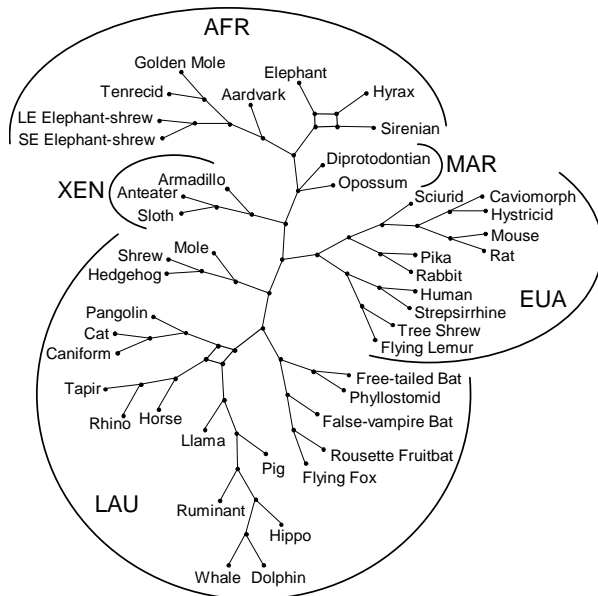 AFR
Golden Mole
Elephant
Tenrecid
Aardvark
Hyrax
LE Elephant-shrew
Sirenian
SE Elephant-shrew
Diprotodontian
MAR
Opossum
XEN
Armadillo
Anteater
Sloth
Sciurid
Caviomorph
Hystricid
Mouse
Rat
Mole
Shrew
Hedgehog
Pika
Rabbit
Human
EUA
Strepsirrhine
Tree Shrew
Flying Lemur
Pangolin
Cat
Caniform
Tapir
Rhino
Horse
Free-tailed Bat
Phyllostomid
False-vampire Bat
Llama
Rousette Fruitbat
Pig
Flying Fox
LAU
Ruminant
Hippo
Whale
Dolphin